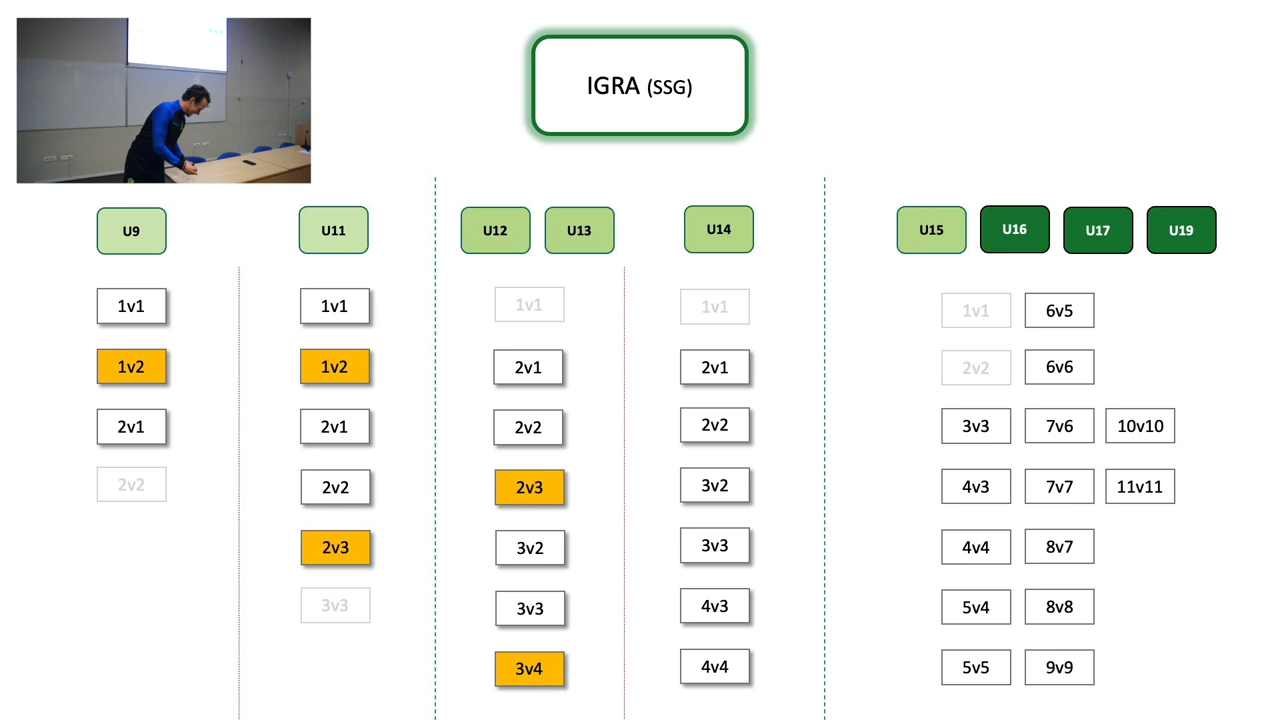 IGRA (SSG)
U9
U11
U12
U13
U14
U15
U16
U17
U19
1v1
1v2
2v1
2v2
1v1
1v2
2v1
2v2
2v3
3v3
1v1
2v1
2v2
2v3
3v2
3v3
3v4
1v1
2v1
2v2
3v2
3v3
4v3
4v4
1v1
2v2
3v3
4v3
4v4
5v4
5v5
6v5
6v6
7v6
7v7
8v7
8v8
9v9
10v10
11v11